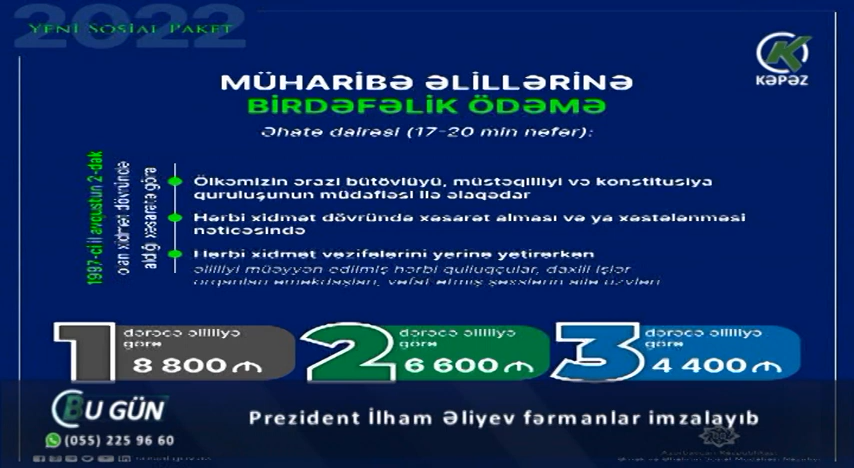 2022
YENİ SOSİAL PAKET
KƏPƏZ
MÜHARİBƏ ƏLİLLƏRİNƏ
BİRDƏFƏLİK ÖDƏMƏ
Əhatə dairəsi (17-20 min nəfər):
1997-ci il avqustun 2-dək
olan xidmət dövründə
aldığı xəsarətə görə
Ölkəmizin ərazi bütövlüyü, müstəqilliyi və konstitusiya
quruluşunun müdafiəsi ilə əlaqədar
Hərbi xidmət dövründə xəsarət alması və ya xəstələnməsi
nəticəsində
Hərbi xidmət vəzifələrini yerinə yetirərkən
əlilliyi müəyyən edilmiş hərbi qulluqçular, daxili işlər
orqanları əməkdaşları, vəfat etmiş şəxslərin ailə üzvləri
1 dərəcə əlilliyə
görə
8 800 ₼
2 dərəcə əlilliyə
görə
6 600 ₼
3 dərəcə əlilliyə
görə
4 400 ₼
BU GÜN
(055) 225 96 60
Prezident İlham Əliyev fərmanlar imzalayıb